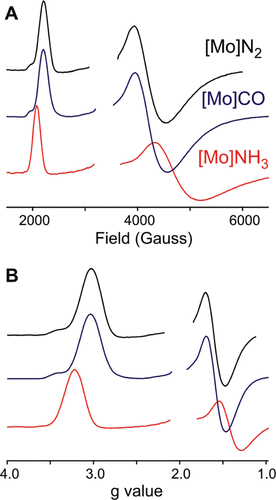 A
[Mo]N₂
[Mo]CO
[Mo]NH₃
2000 4000 6000
Field (Gauss)
B
4.0 3.0 2.0 1.0
g value